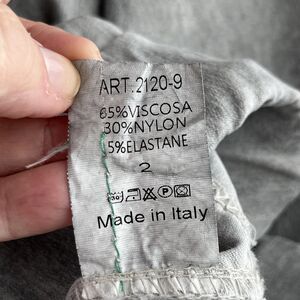 ART.2120-9
65%VISCOSA
30%NYLON
5%ELASTANE
2
Made in Italy